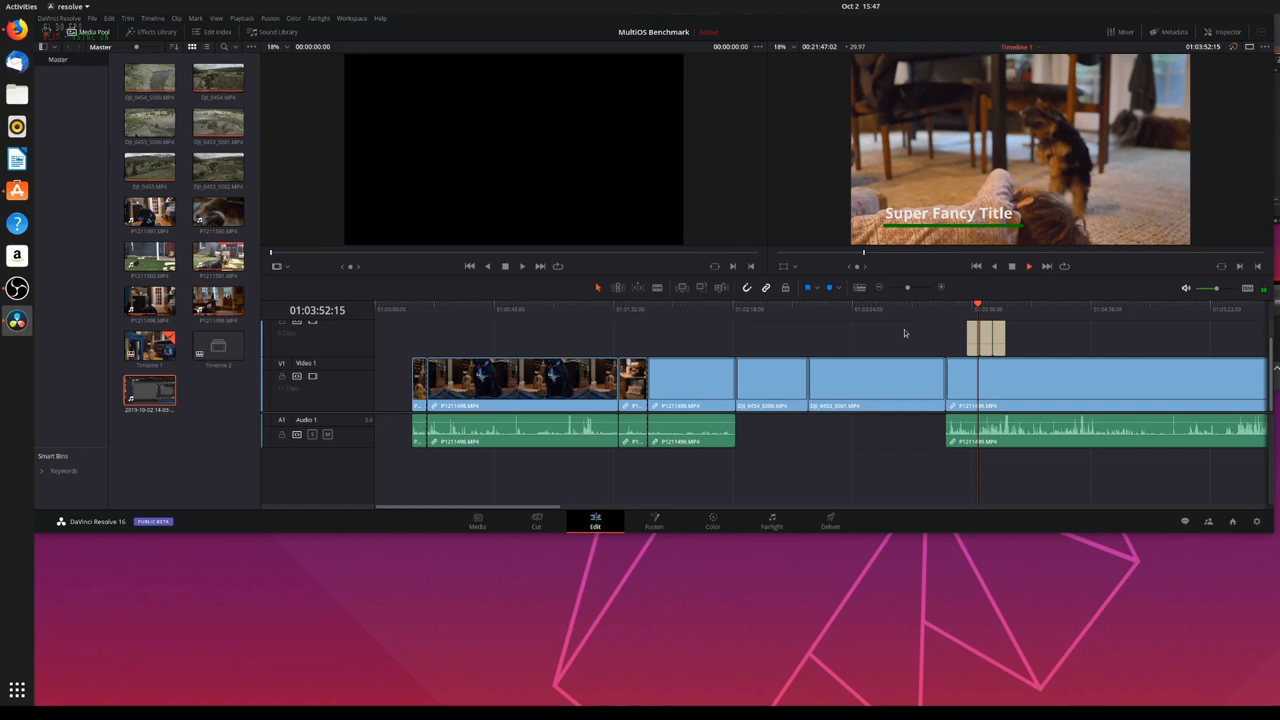 Activities resolve Oct 2 15:47
DaVinci Resolve File Edit Trim Timeline Clip Mark View Playback Fusion Color Fairlight Workspace Help
Media Pool Effects Library Edit Index Sound Library MultiOS Benchmark Edited Mixer Metadata Inspector
Master 18% 00:00:00:00 00:00:00:00 18% 00:21:47:02 29.97 Timeline 1 01:03:52:15
Master
DJI_0454_S000.MP4 DJI_0454.MP4
DJI_0453_S000.MP4 DJI_0453_S001.MP4
DJI_0453.MP4 DJI_0453_S002.MP4
P1211497.MP4 P1211500.MP4
P1211502.MP4 P1211501.MP4
P1211496.MP4 P1211499.MP4
Timeline 1 Timeline 2
2019-10-02 14-03-...
Super Fancy Title
01:03:52:15
01:00:00:00 01:00:46:00 01:01:32:00 01:02:18:00 01:03:04:00 01:03:50:00 01:04:36:00 01:05:22:00
V1 Video 1
P... P1211496.MP4 P1... P1211496.MP4 DJI_0454_S000.MP4 DJI_0453_S001.MP4 P1211499.MP4
A1 Audio 1 2.0
S M
P... P1211496.MP4 P1... P1211496.MP4 P1211499.MP4
Smart Bins
Keywords
DaVinci Resolve 16 PUBLIC BETA
Media Cut Edit Fusion Color Fairlight Deliver